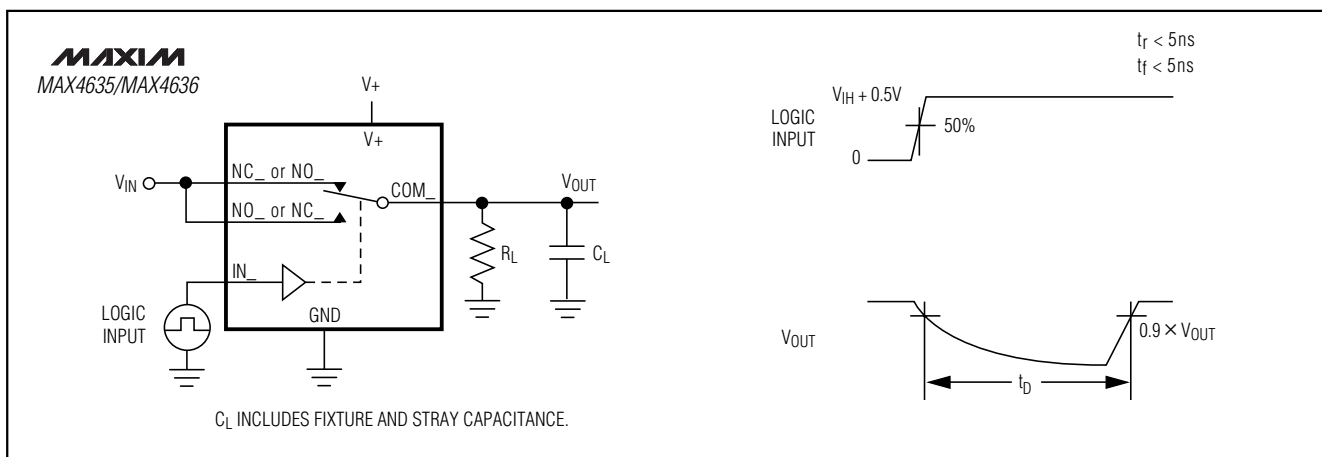 MAXIM
MAX4635/MAX4636
V+
V+
NC_ or NO_
VIN
COM_
VOUT
NO_ or NC_
RL
CL
IN_
LOGIC
INPUT
GND
CL INCLUDES FIXTURE AND STRAY CAPACITANCE.
tr < 5ns
tf < 5ns
VIH + 0.5V
LOGIC
INPUT
50%
0
VOUT
0.9 × VOUT
tD